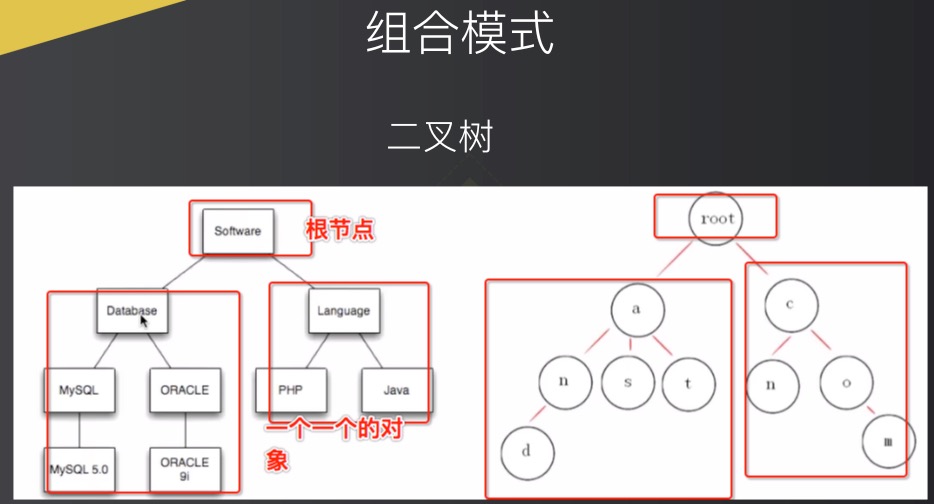 组合模式
二叉树
Software
根节点
Database
Language
MySQL
ORACLE
PHP
Java
一个一个的对
象
MySQL 5.0
ORACLE
9i
root
a
c
n
s
t
n
o
d
m